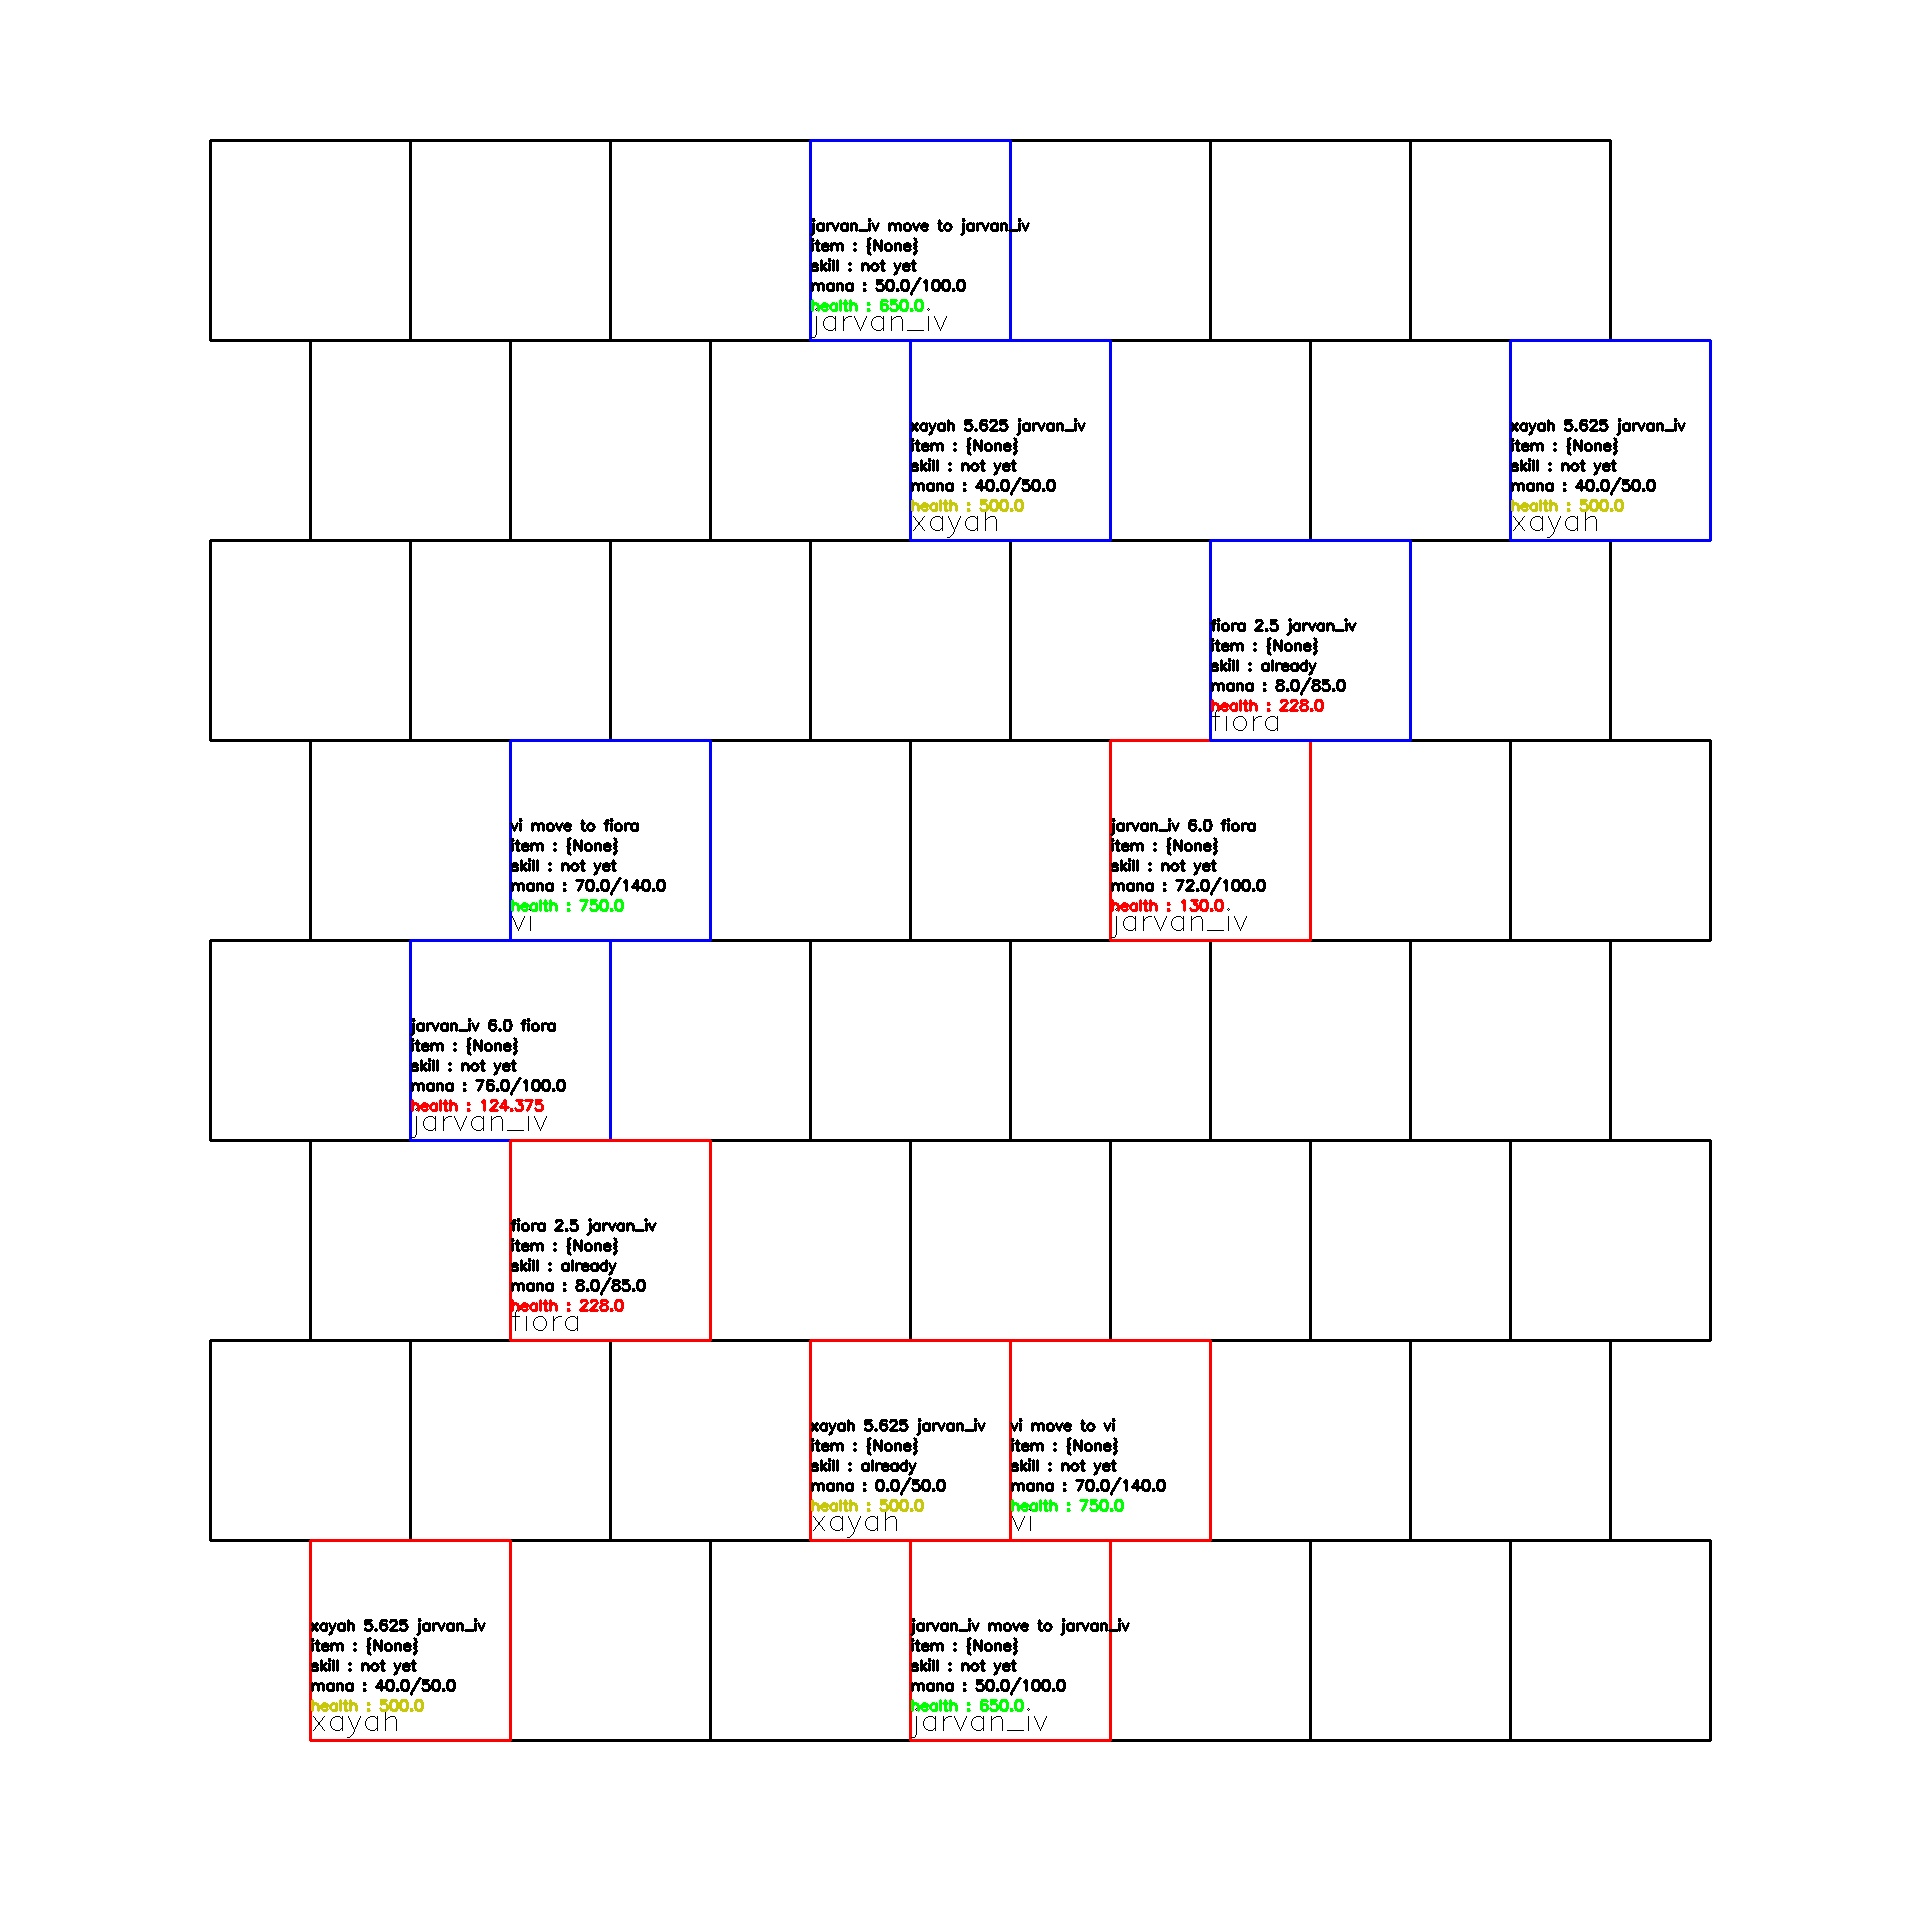 jarvan_iv move to jarvan_iv
item : {None}
skill : not yet
mana : 50.0/100.0
health : 650.0
jarvan_iv
xayah 5.625 jarvan_iv
item : {None}
skill : not yet
mana : 40.0/50.0
health : 500.0
xayah
xayah 5.625 jarvan_iv
item : {None}
skill : not yet
mana : 40.0/50.0
health : 500.0
xayah
fiora 2.5 jarvan_iv
item : {None}
skill : already
mana : 8.0/85.0
health : 228.0
fiora
vi move to fiora
item : {None}
skill : not yet
mana : 70.0/140.0
health : 750.0
vi
jarvan_iv 6.0 fiora
item : {None}
skill : not yet
mana : 72.0/100.0
health : 130.0
jarvan_iv
jarvan_iv 6.0 fiora
item : {None}
skill : not yet
mana : 76.0/100.0
health : 124.375
jarvan_iv
fiora 2.5 jarvan_iv
item : {None}
skill : already
mana : 8.0/85.0
health : 228.0
fiora
xayah 5.625 jarvan_iv
item : {None}
skill : already
mana : 0.0/50.0
health : 500.0
xayah
vi move to vi
item : {None}
skill : not yet
mana : 70.0/140.0
health : 750.0
vi
xayah 5.625 jarvan_iv
item : {None}
skill : not yet
mana : 40.0/50.0
health : 500.0
xayah
jarvan_iv move to jarvan_iv
item : {None}
skill : not yet
mana : 50.0/100.0
health : 650.0
jarvan_iv